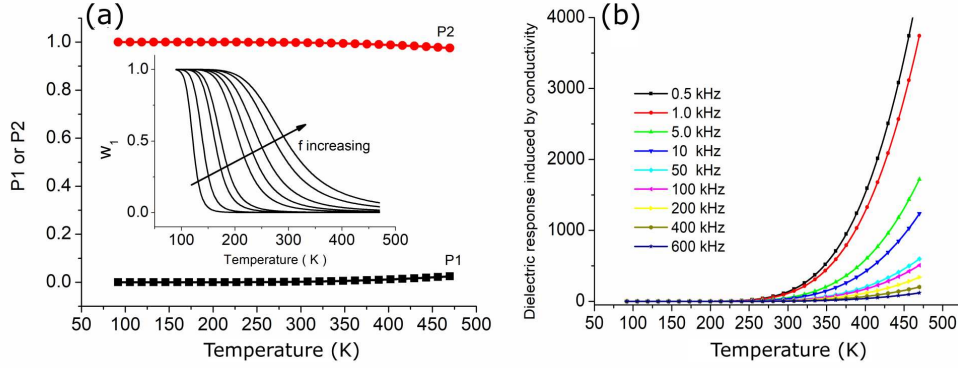 (a)
P1 or P2
1.0
0.8
0.6
0.4
0.2
0.0
P2
P1
w1
1.0
0.5
0.0
f increasing
100 150 200 250 300 350 400 450 500
Temperature ( K )
50 100 150 200 250 300 350 400 450 500
Temperature (K)
(b)
Dielectric response induced by conductivity
4000
3000
2000
1000
0
0.5 kHz
1.0 kHz
5.0 kHz
10 kHz
50 kHz
100 kHz
200 kHz
400 kHz
600 kHz
50 100 150 200 250 300 350 400 450 500
Temperature (K)